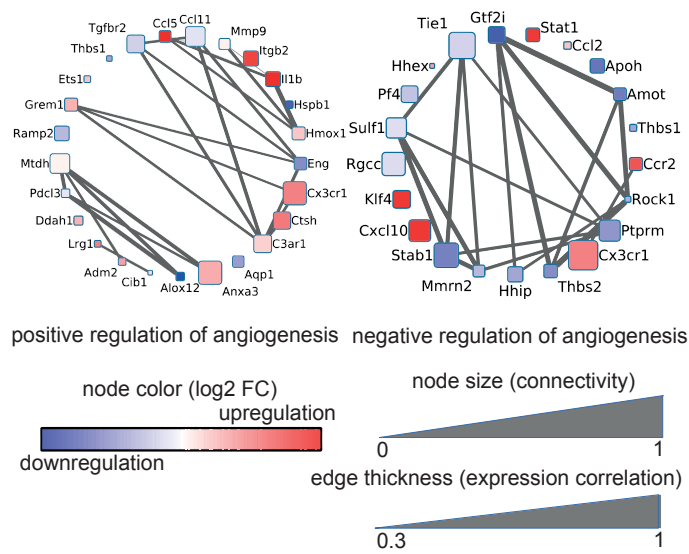 Ccl5
Ccl11
Tgfbr2
Mmp9
Thbs1
Itgb2
Ets1
Il1b
Grem1
Hspb1
Ramp2
Hmox1
Mtdh
Eng
Pdcl3
Cx3cr1
Ddah1
Ctsh
Lrg1
C3ar1
Adm2
Aqp1
Cib1
Alox12
Anxa3
Gtf2i
Tie1
Stat1
Ccl2
Hhex
Apoh
Pf4
Amot
Sulf1
Thbs1
Rgcc
Ccr2
Klf4
Rock1
Cxcl10
Ptprm
Stab1
Cx3cr1
Mmrn2
Thbs2
Hhip
positive regulation of angiogenesis
negative regulation of angiogenesis
node color (log2 FC)
upregulation
downregulation
node size (connectivity)
0 1
edge thickness (expression correlation)
0.3 1